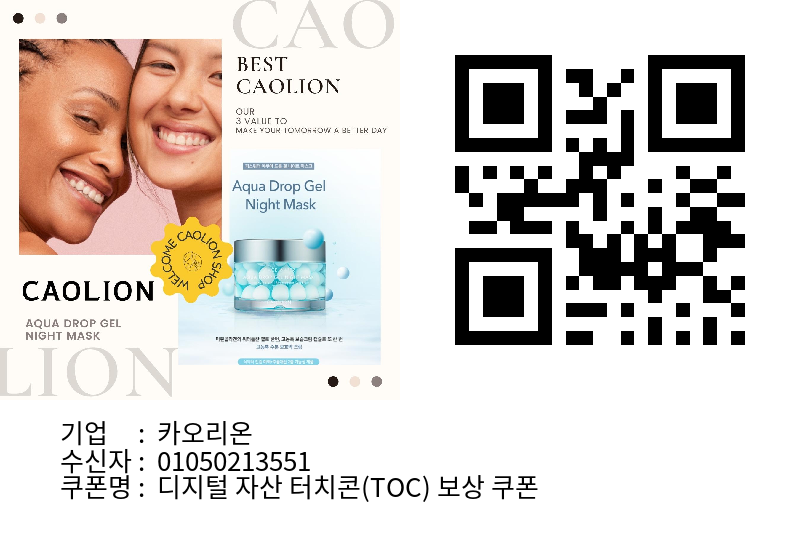 CAO
BEST
CAOLION
OUR
3 VALUE TO
MAKE YOUR TOMORROW A BETTER DAY
Aqua Drop Gel
Night Mask
WELCOME CAOLION SHOP
CAOLION
AQUA DROP GEL
NIGHT MASK
LION
기업 : 카오리온
수신자 : 01050213551
쿠폰명 : 디지털 자산 터치콘(TOC) 보상 쿠폰